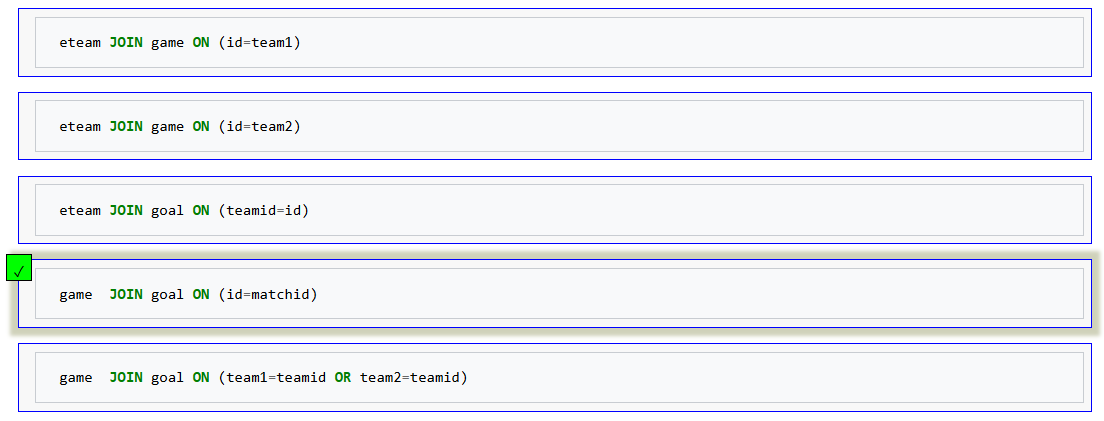 eteam JOIN game ON (id=team1)
eteam JOIN game ON (id=team2)
eteam JOIN goal ON (teamid=id)
✓
game  JOIN goal ON (id=matchid)
game  JOIN goal ON (team1=teamid OR team2=teamid)